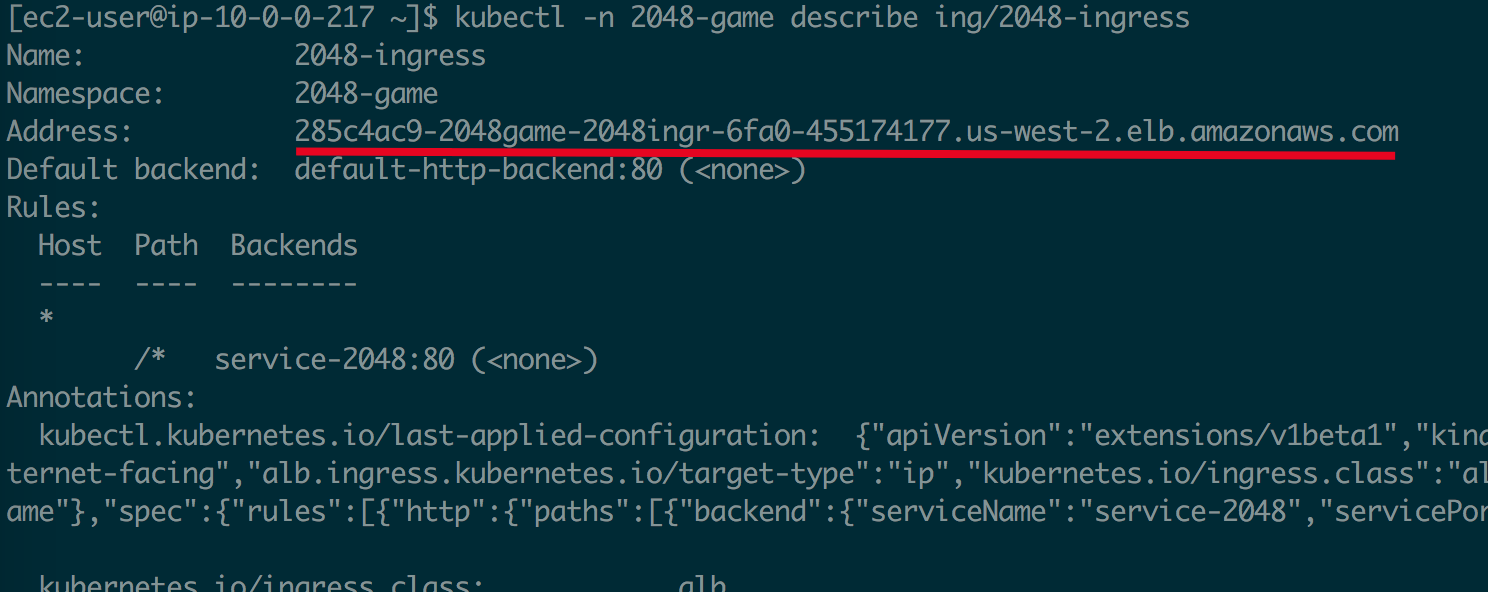 [ec2-user@ip-10-0-0-217 ~]$ kubectl -n 2048-game describe ing/2048-ingress
Name:             2048-ingress
Namespace:        2048-game
Address:          285c4ac9-2048game-2048ingr-6fa0-455174177.us-west-2.elb.amazonaws.com
Default backend:  default-http-backend:80 (<none>)
Rules:
  Host  Path  Backends
  ----  ----  --------
  *
        /*   service-2048:80 (<none>)
Annotations:
  kubectl.kubernetes.io/last-applied-configuration:  {"apiVersion":"extensions/v1beta1","kind
ternet-facing","alb.ingress.kubernetes.io/target-type":"ip","kubernetes.io/ingress.class":"al
ame"},"spec":{"rules":[{"http":{"paths":[{"backend":{"serviceName":"service-2048","servicePor
  kubernetes.io/ingress.class:            alb